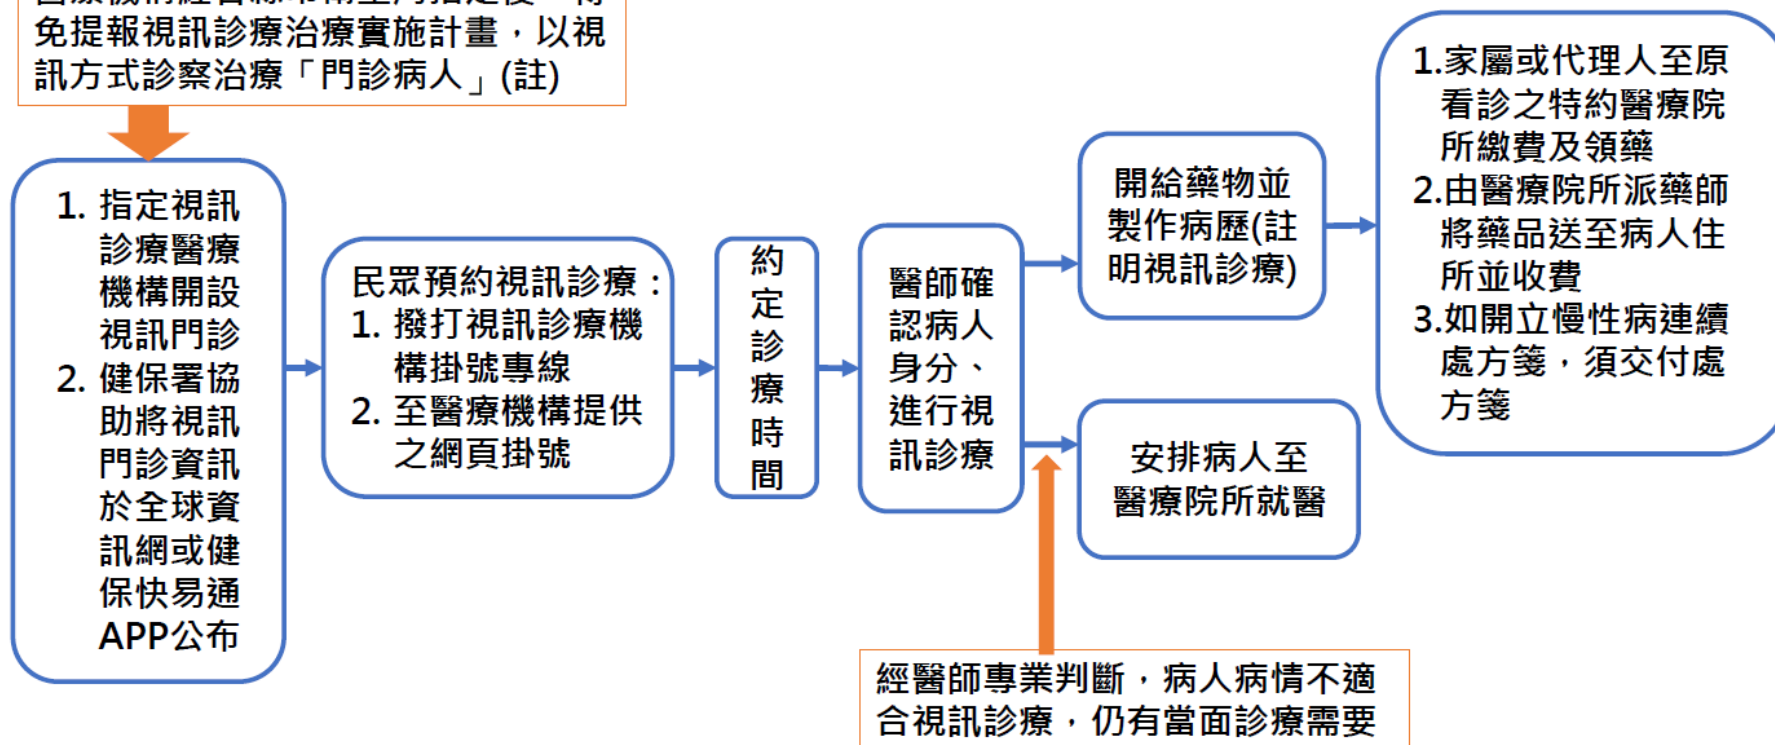 免提報視訊診療治療實施計畫，以視
訊方式診察治療「門診病人」(註)
1. 指定視訊
診療醫療
機構開設
視訊門診
2. 健保署協
助將視訊
門診資訊
於全球資
訊網或健
保快易通
APP公布
民眾預約視訊診療：
1. 撥打視訊診療機
構掛號專線
2. 至醫療機構提供
之網頁掛號
約
定
診
療
時
間
醫師確
認病人
身分、
進行視
訊診療
開給藥物並
製作病歷(註
明視訊診療)
安排病人至
醫療院所就醫
1.家屬或代理人至原
看診之特約醫療院
所繳費及領藥
2.由醫療院所派藥師
將藥品送至病人住
所並收費
3.如開立慢性病連續
處方箋，須交付處
方箋
經醫師專業判斷，病人病情不適
合視訊診療，仍有當面診療需要